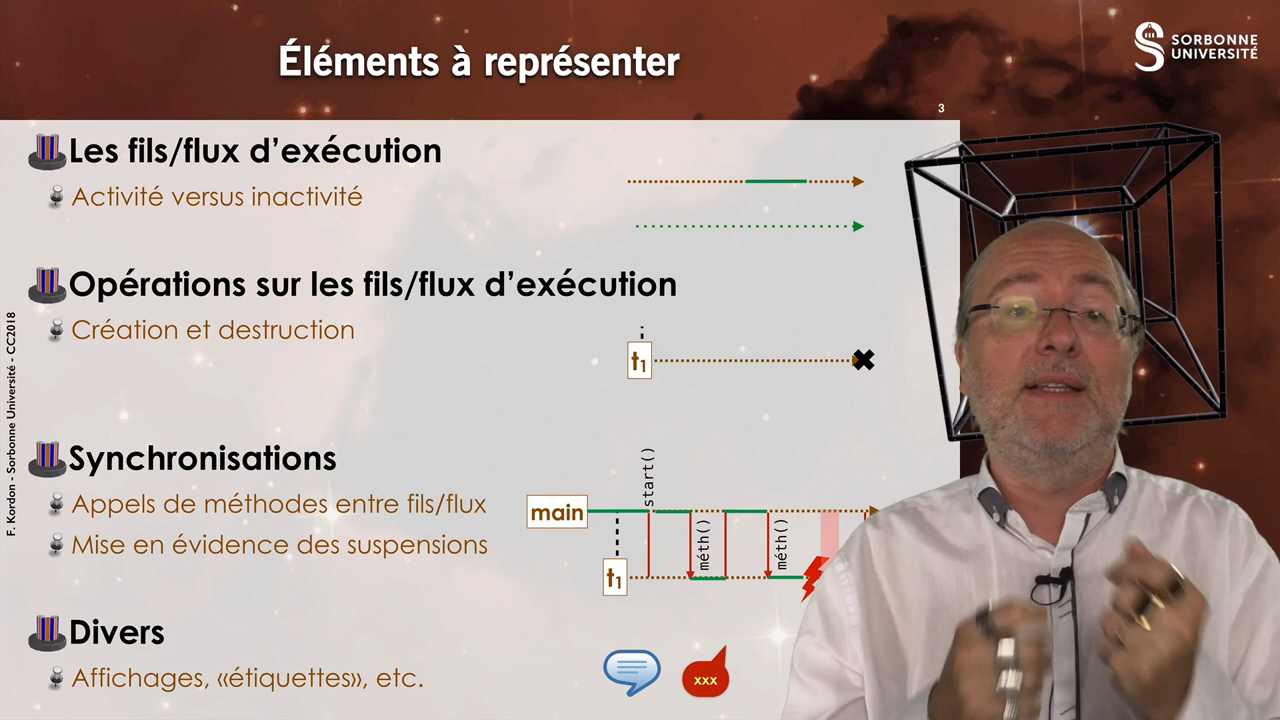 Éléments à représenter
SORBONNE
UNIVERSITÉ
3
Les fils/flux d’exécution
Activité versus inactivité
Opérations sur les fils/flux d’exécution
Création et destruction
t1
Synchronisations
Appels de méthodes entre fils/flux
Mise en évidence des suspensions
start()
main
méth()
méth()
t1
Divers
Affichages, «étiquettes», etc.
xxx
F. Kordon - Sorbonne Université - CC2018